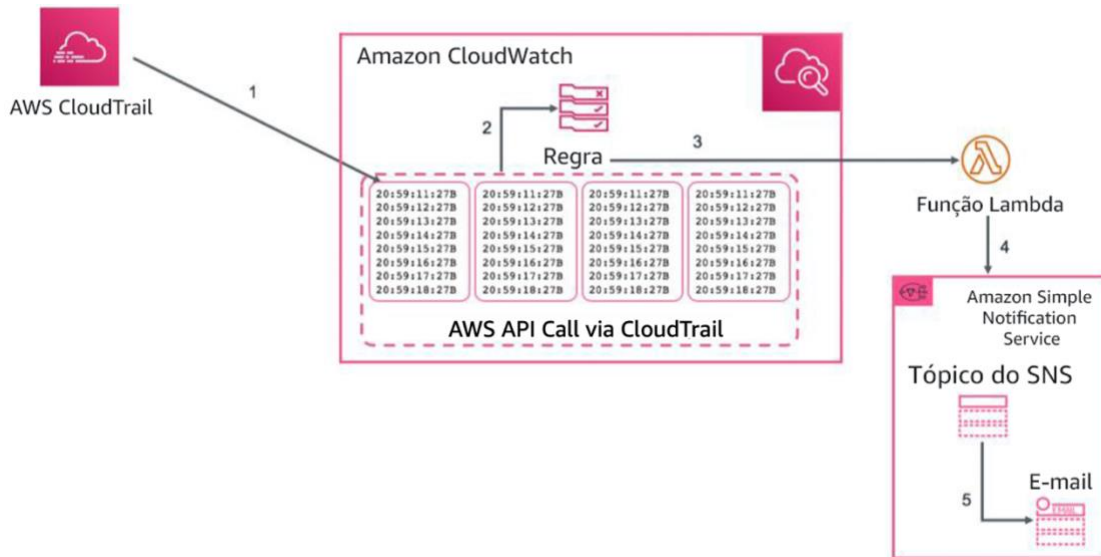 AWS CloudTrail
1
Amazon CloudWatch
2
Regra
3
20:59:11:27B
20:59:12:27B
20:59:13:27B
20:59:14:27B
20:59:15:27B
20:59:16:27B
20:59:17:27B
20:59:18:27B
20:59:11:27B
20:59:12:27B
20:59:13:27B
20:59:14:27B
20:59:15:27B
20:59:16:27B
20:59:17:27B
20:59:18:27B
20:59:11:27B
20:59:12:27B
20:59:13:27B
20:59:14:27B
20:59:15:27B
20:59:16:27B
20:59:17:27B
20:59:18:27B
20:59:11:27B
20:59:12:27B
20:59:13:27B
20:59:14:27B
20:59:15:27B
20:59:16:27B
20:59:17:27B
20:59:18:27B
AWS API Call via CloudTrail
Função Lambda
4
Amazon Simple
Notification
Service
Tópico do SNS
5
E-mail